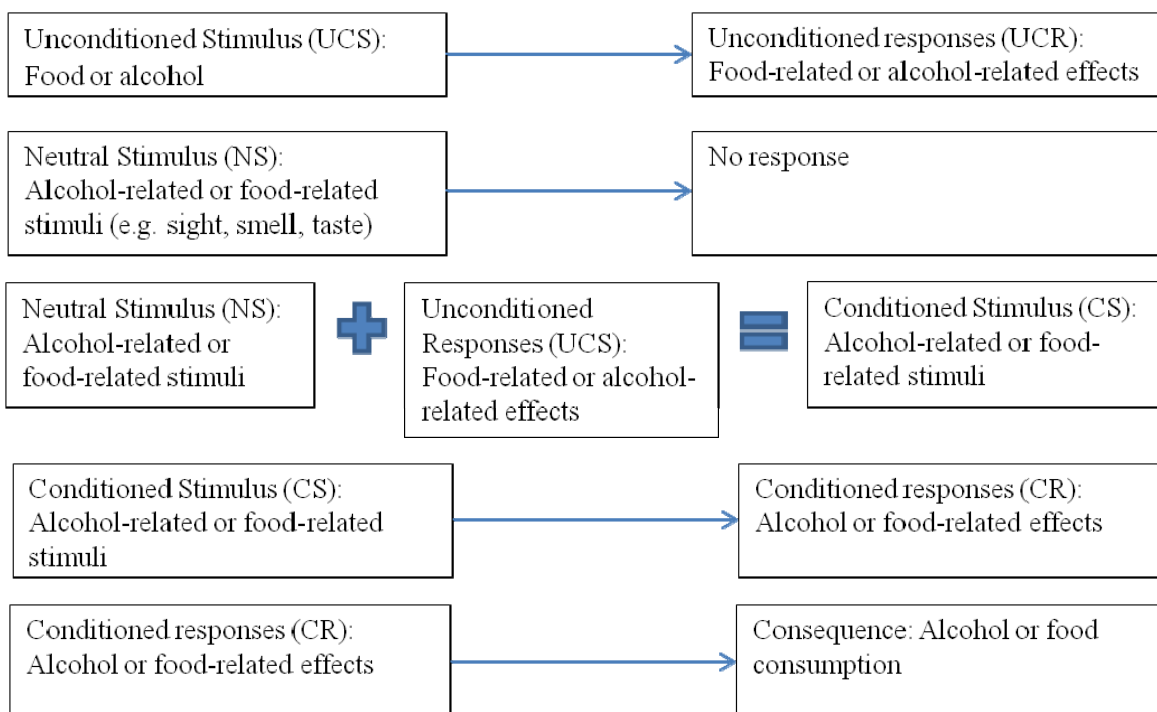 Unconditioned Stimulus (UCS):
Food or alcohol
Unconditioned responses (UCR):
Food-related or alcohol-related effects
Neutral Stimulus (NS):
Alcohol-related or food-related
stimuli (e.g. sight, smell, taste)
No response
Neutral Stimulus (NS):
Alcohol-related or
food-related stimuli
Unconditioned
Responses (UCS):
Food-related or alcohol-
related effects
Conditioned Stimulus (CS):
Alcohol-related or food-
related stimuli
Conditioned Stimulus (CS):
Alcohol-related or food-related
stimuli
Conditioned responses (CR):
Alcohol or food-related effects
Conditioned responses (CR):
Alcohol or food-related effects
Consequence: Alcohol or food
consumption